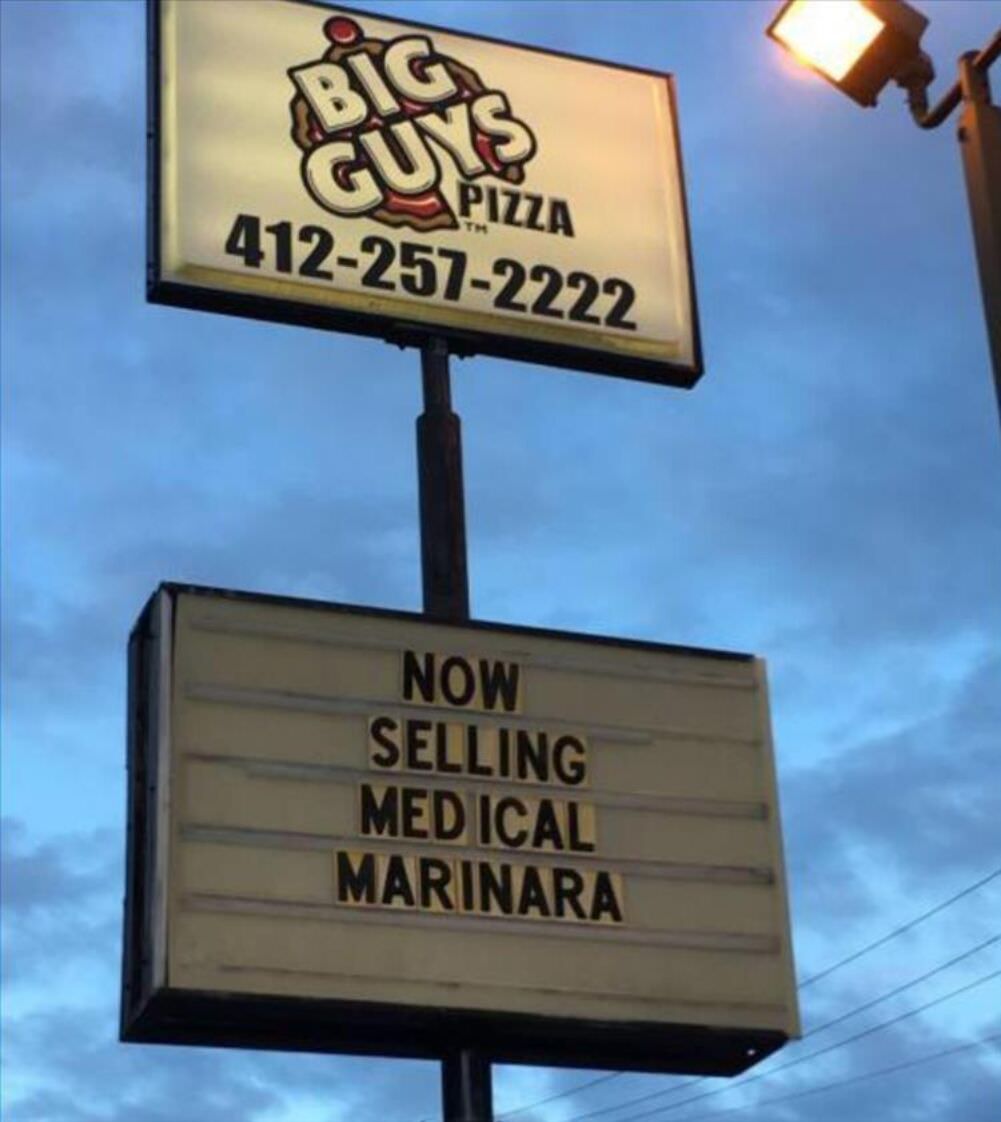 BIG
GUYS
PIZZA
TM
412-257-2222
NOW
SELLING
MEDICAL
MARINARA